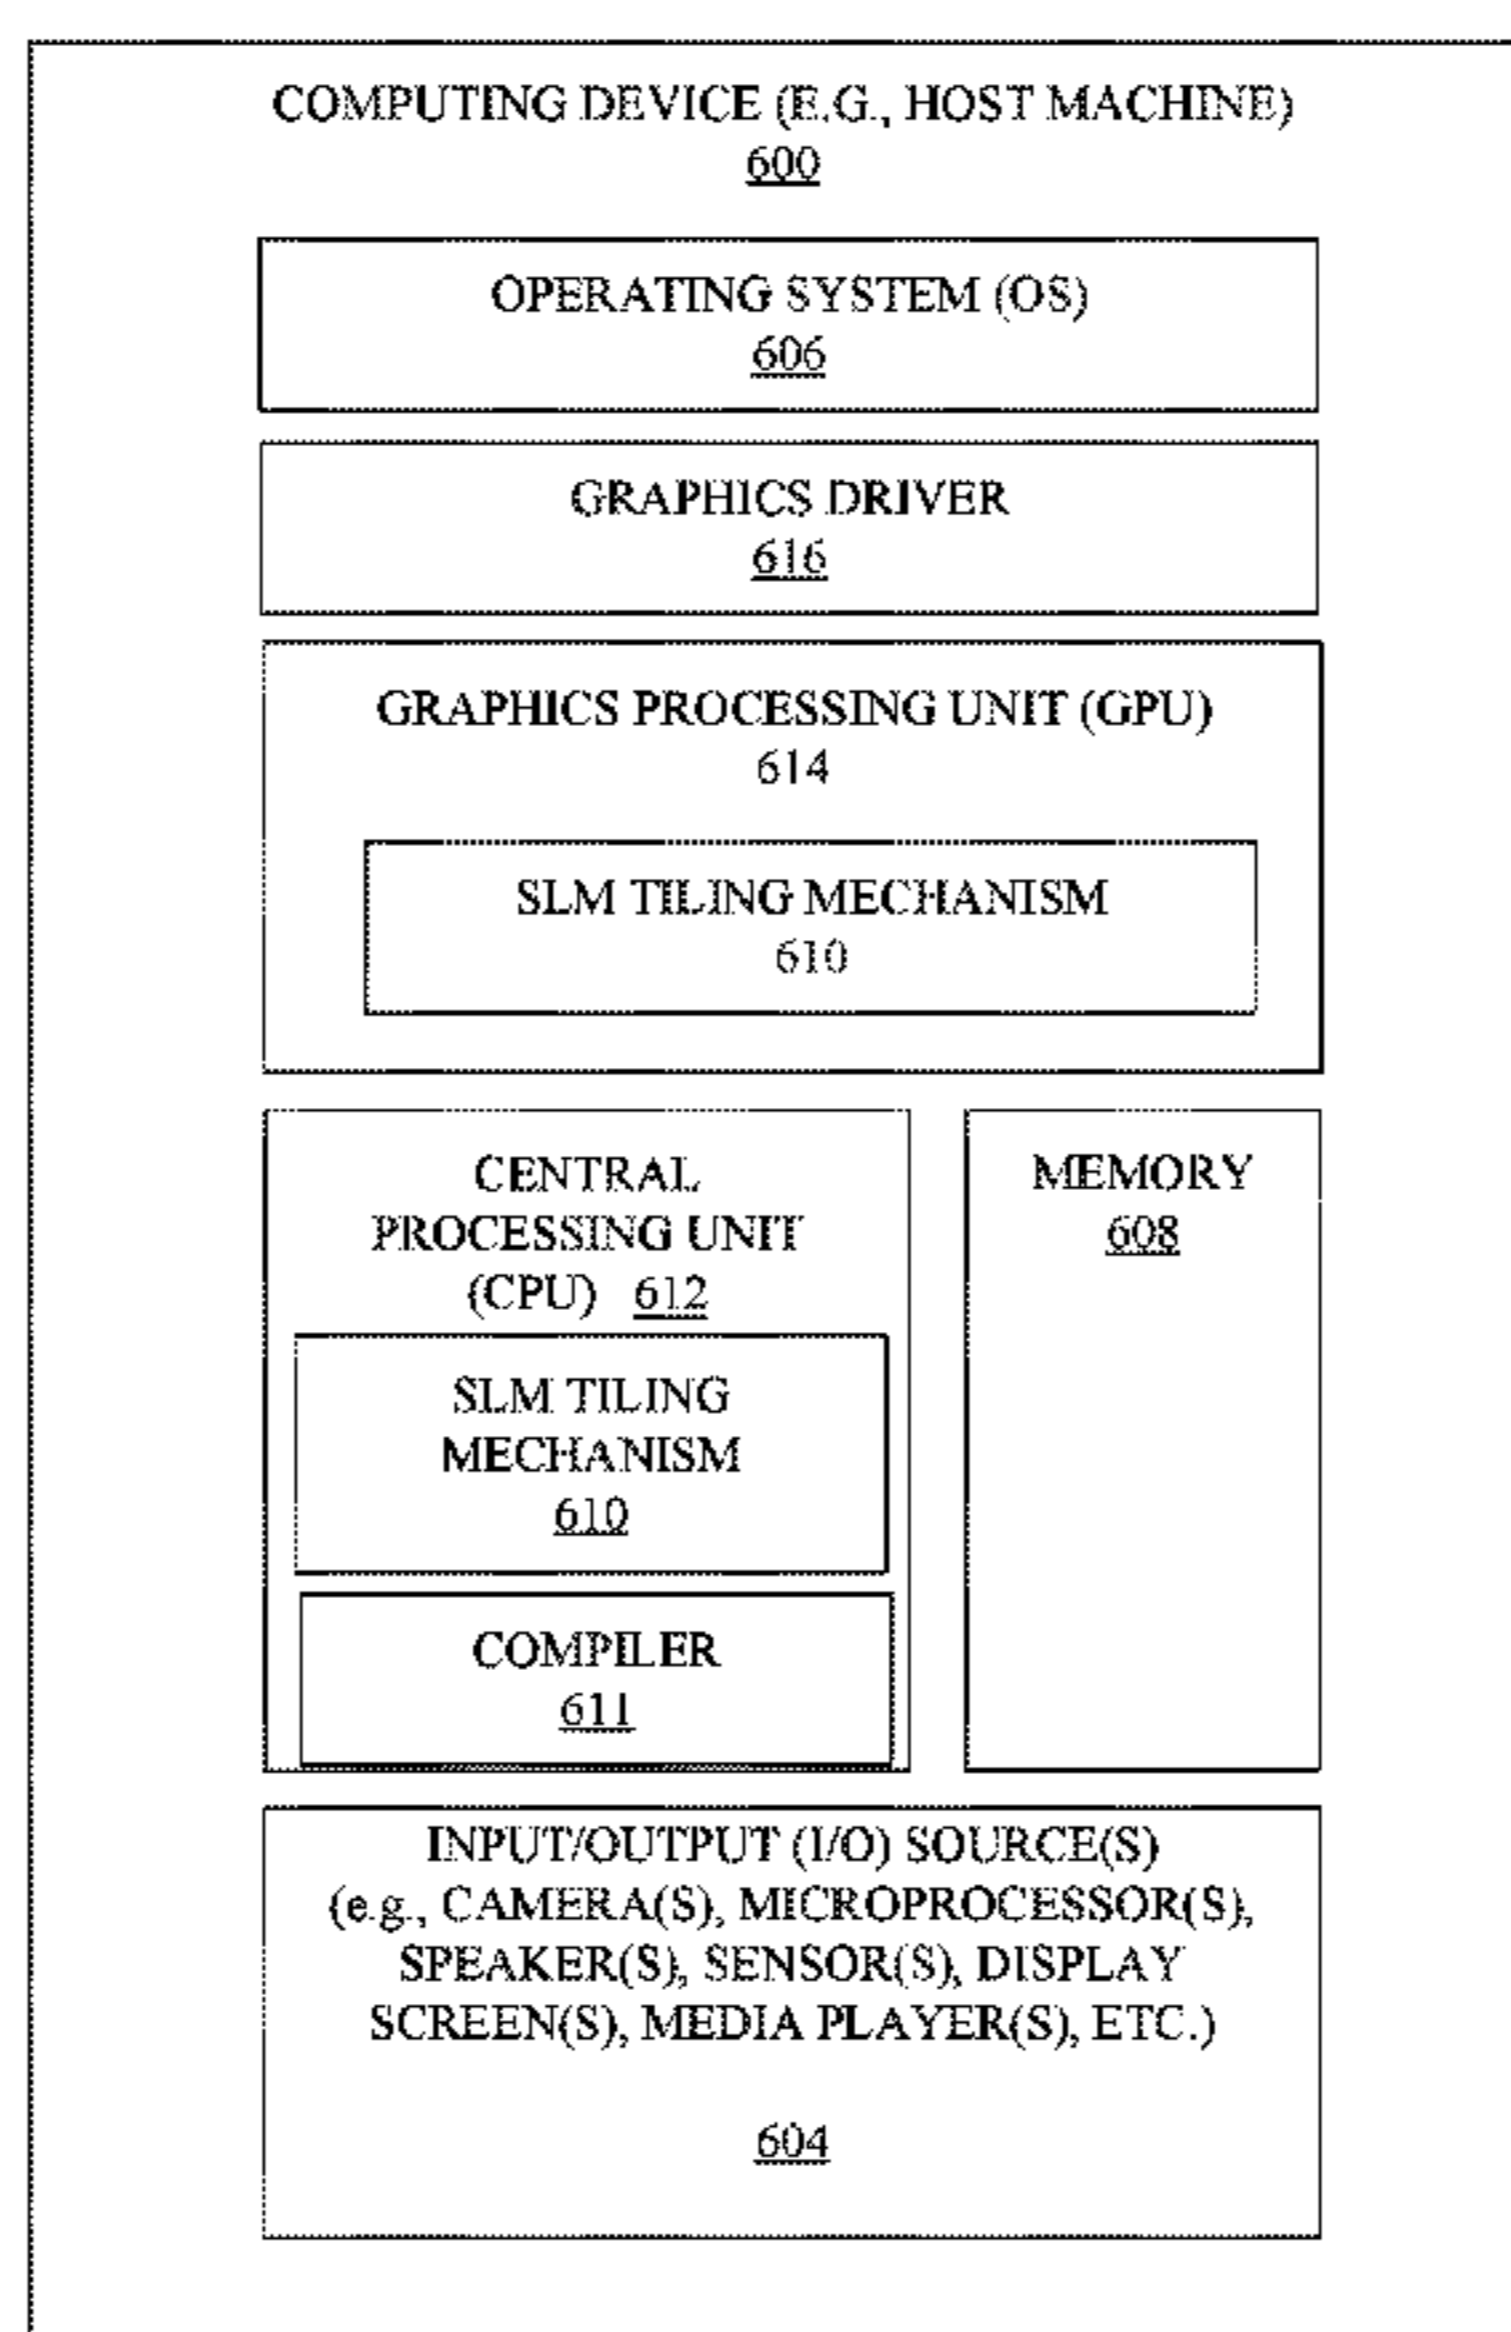 COMPUTING DEVICE (E.G., HOST MACHINE)
600
OPERATING SYSTEM (OS)
606
GRAPHICS DRIVER
616
GRAPHICS PROCESSING UNIT (GPU)
614
SLM TILING MECHANISM
610
CENTRAL
PROCESSING UNIT
(CPU) 612
SLM TILING
MECHANISM
610
COMPILER
611
MEMORY
608
INPUT/OUTPUT (I/O) SOURCE(S)
(e.g., CAMERA(S), MICROPROCESSOR(S),
SPEAKER(S), SENSOR(S), DISPLAY
SCREEN(S), MEDIA PLAYER(S), ETC.)
604